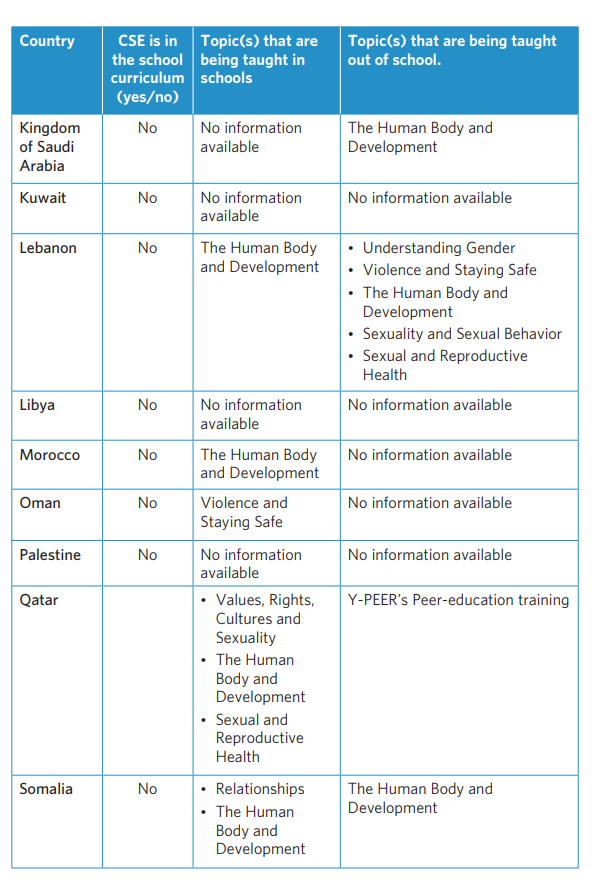 Country
CSE is in
the school
curriculum
(yes/no)
Topic(s) that are
being taught in
schools
Topic(s) that are being taught
out of school.
Kingdom
of Saudi
Arabia
No
No information
available
The Human Body and
Development
Kuwait
No
No information
available
No information available
Lebanon
No
The Human Body
and Development
• Understanding Gender
• Violence and Staying Safe
• The Human Body and
Development
• Sexuality and Sexual Behavior
• Sexual and Reproductive
Health
Libya
No
No information
available
No information available
Morocco
No
The Human Body
and Development
No information available
Oman
No
Violence and
Staying Safe
No information available
Palestine
No
No information
available
No information available
Qatar
• Values, Rights,
Cultures and
Sexuality
• The Human
Body and
Development
• Sexual and
Reproductive
Health
Y-PEER's Peer-education training
Somalia
No
• Relationships
• The Human
Body and
Development
The Human Body and
Development